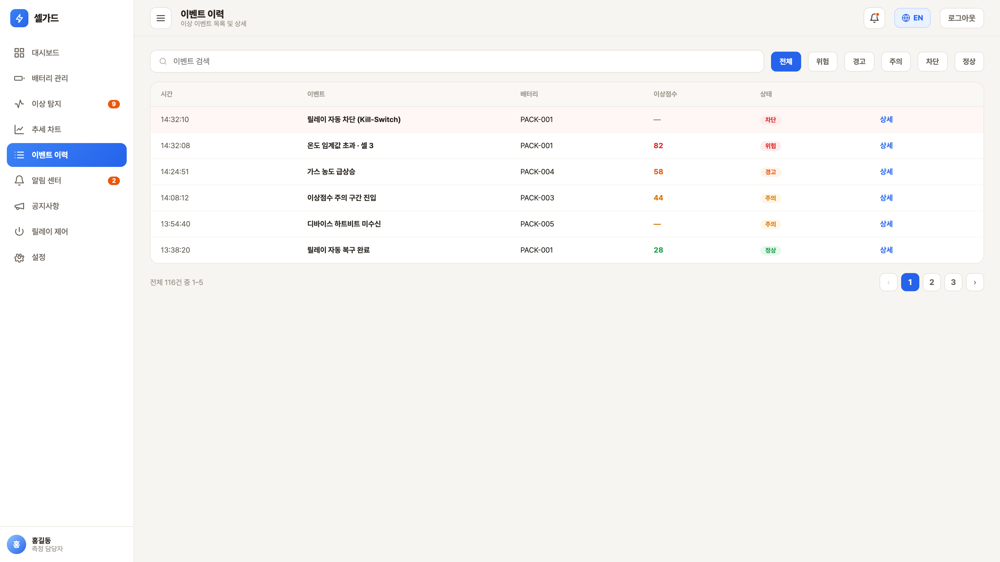 셀가드
이벤트 이력
이상 이벤트 목록 및 상세
EN
로그아웃
대시보드
배터리 관리
이상 탐지 9
추세 차트
이벤트 이력
알림 센터 2
공지사항
릴레이 제어
설정
이벤트 검색
전체 위험 경고 주의 차단 정상
시간 이벤트 배터리 이상점수 상태
14:32:10 릴레이 자동 차단 (Kill-Switch) PACK-001 — 차단 상세
14:32:08 온도 임계값 초과 · 셀 3 PACK-001 82 위험 상세
14:24:51 가스 농도 급상승 PACK-004 58 경고 상세
14:08:12 이상점수 주의 구간 진입 PACK-003 44 주의 상세
13:54:40 디바이스 하트비트 미수신 PACK-005 — 주의 상세
13:38:20 릴레이 자동 복구 완료 PACK-001 28 정상 상세
전체 116건 중 1–5
‹ 1 2 3 ›
홍
홍길동
측정 담당자